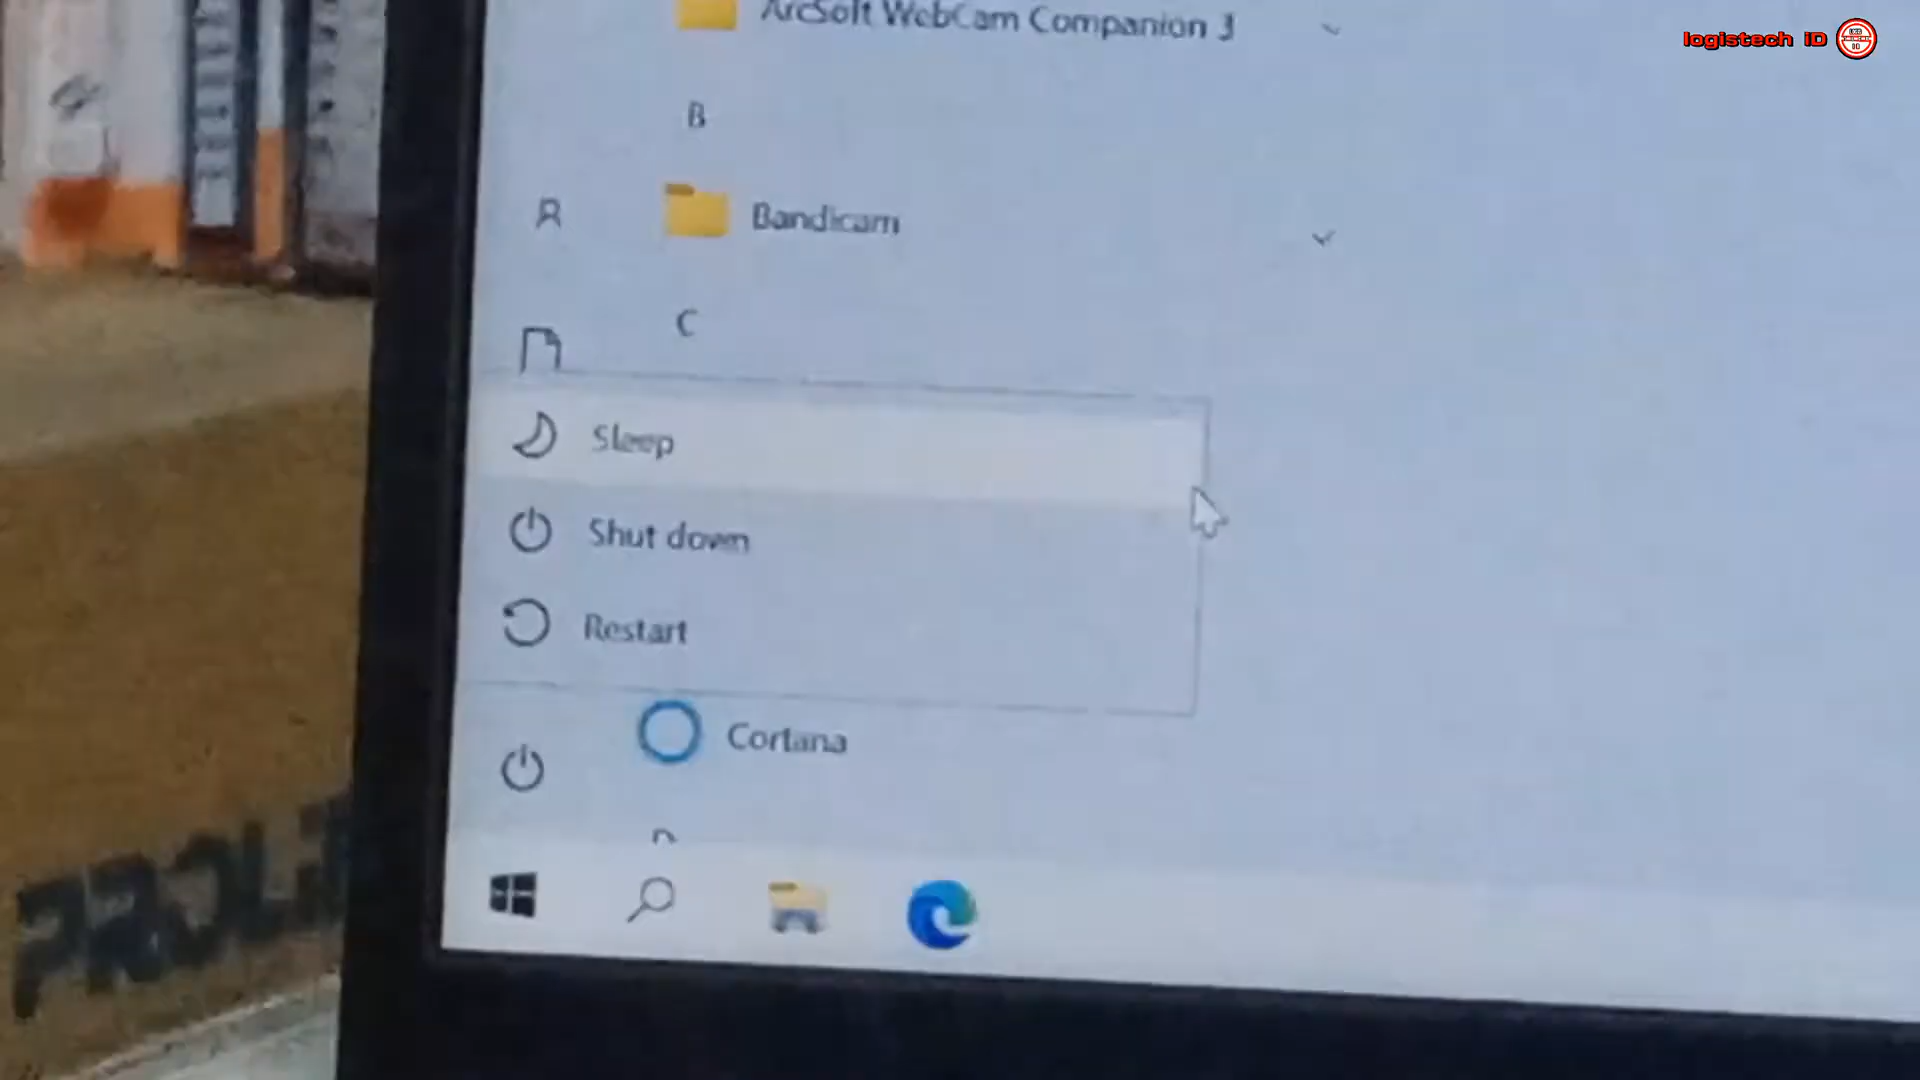 ArcSoft WebCam Companion 3
logistech iD
B
Bandicam
C
Sleep
Shut down
Restart
Cortana